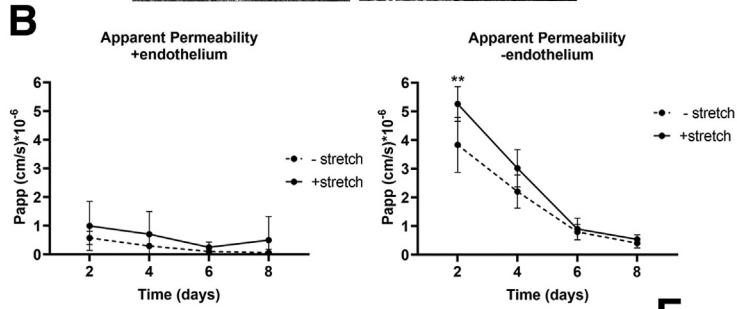 B
Apparent Permeability
+endothelium
Papp (cm/s)*10-6
6
5
4
3
2
1
0
2 4 6 8
Time (days)
- stretch
+stretch
Apparent Permeability
-endothelium
Papp (cm/s)*10-6
6
5
4
3
2
1
0
**
2 4 6 8
Time (days)
- stretch
+stretch